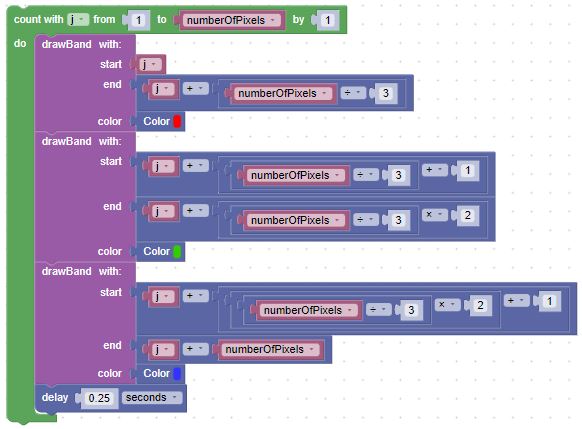 count with j from 1 to numberOfPixels by 1
do drawBand with:
start j
end j + numberOfPixels ÷ 3
color Color
drawBand with:
start j + numberOfPixels ÷ 3 + 1
end j + numberOfPixels ÷ 3 × 2
color Color
drawBand with:
start j + numberOfPixels ÷ 3 × 2 + 1
end j + numberOfPixels
color Color
delay 0.25 seconds